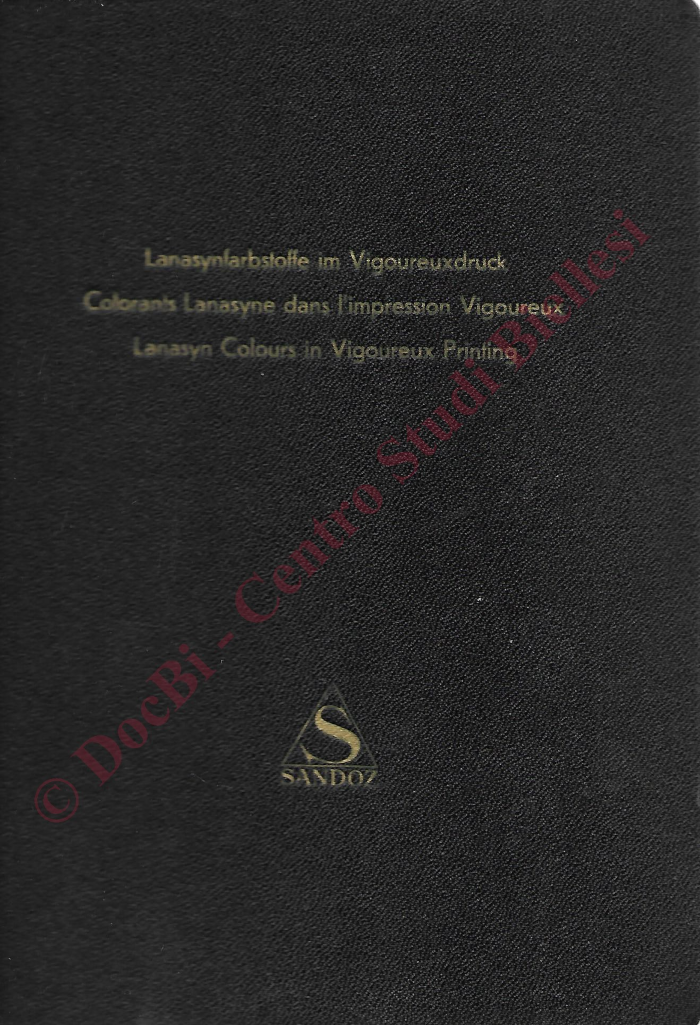 Lanasynfarbstoffe im Vigoureuxdruck
Colorants Lanasyne dans l'impression Vigoureux
Lanasyn Colours in Vigoureux Printing
© DocBi - Centro Studi Biellesi
S
SANDOZ